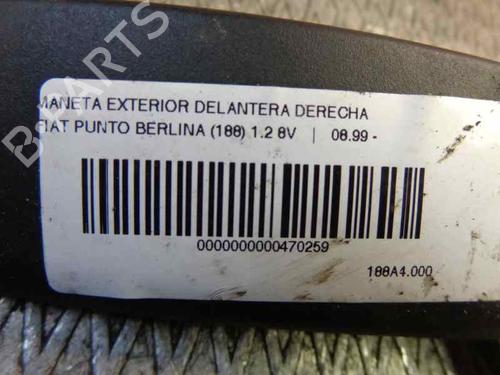 MANETA EXTERIOR DELANTERA DERECHA
FIAT PUNTO BERLINA (188) 1.2 8V | 08.99 -
0000000000470259
188A4.000
B-PARTS